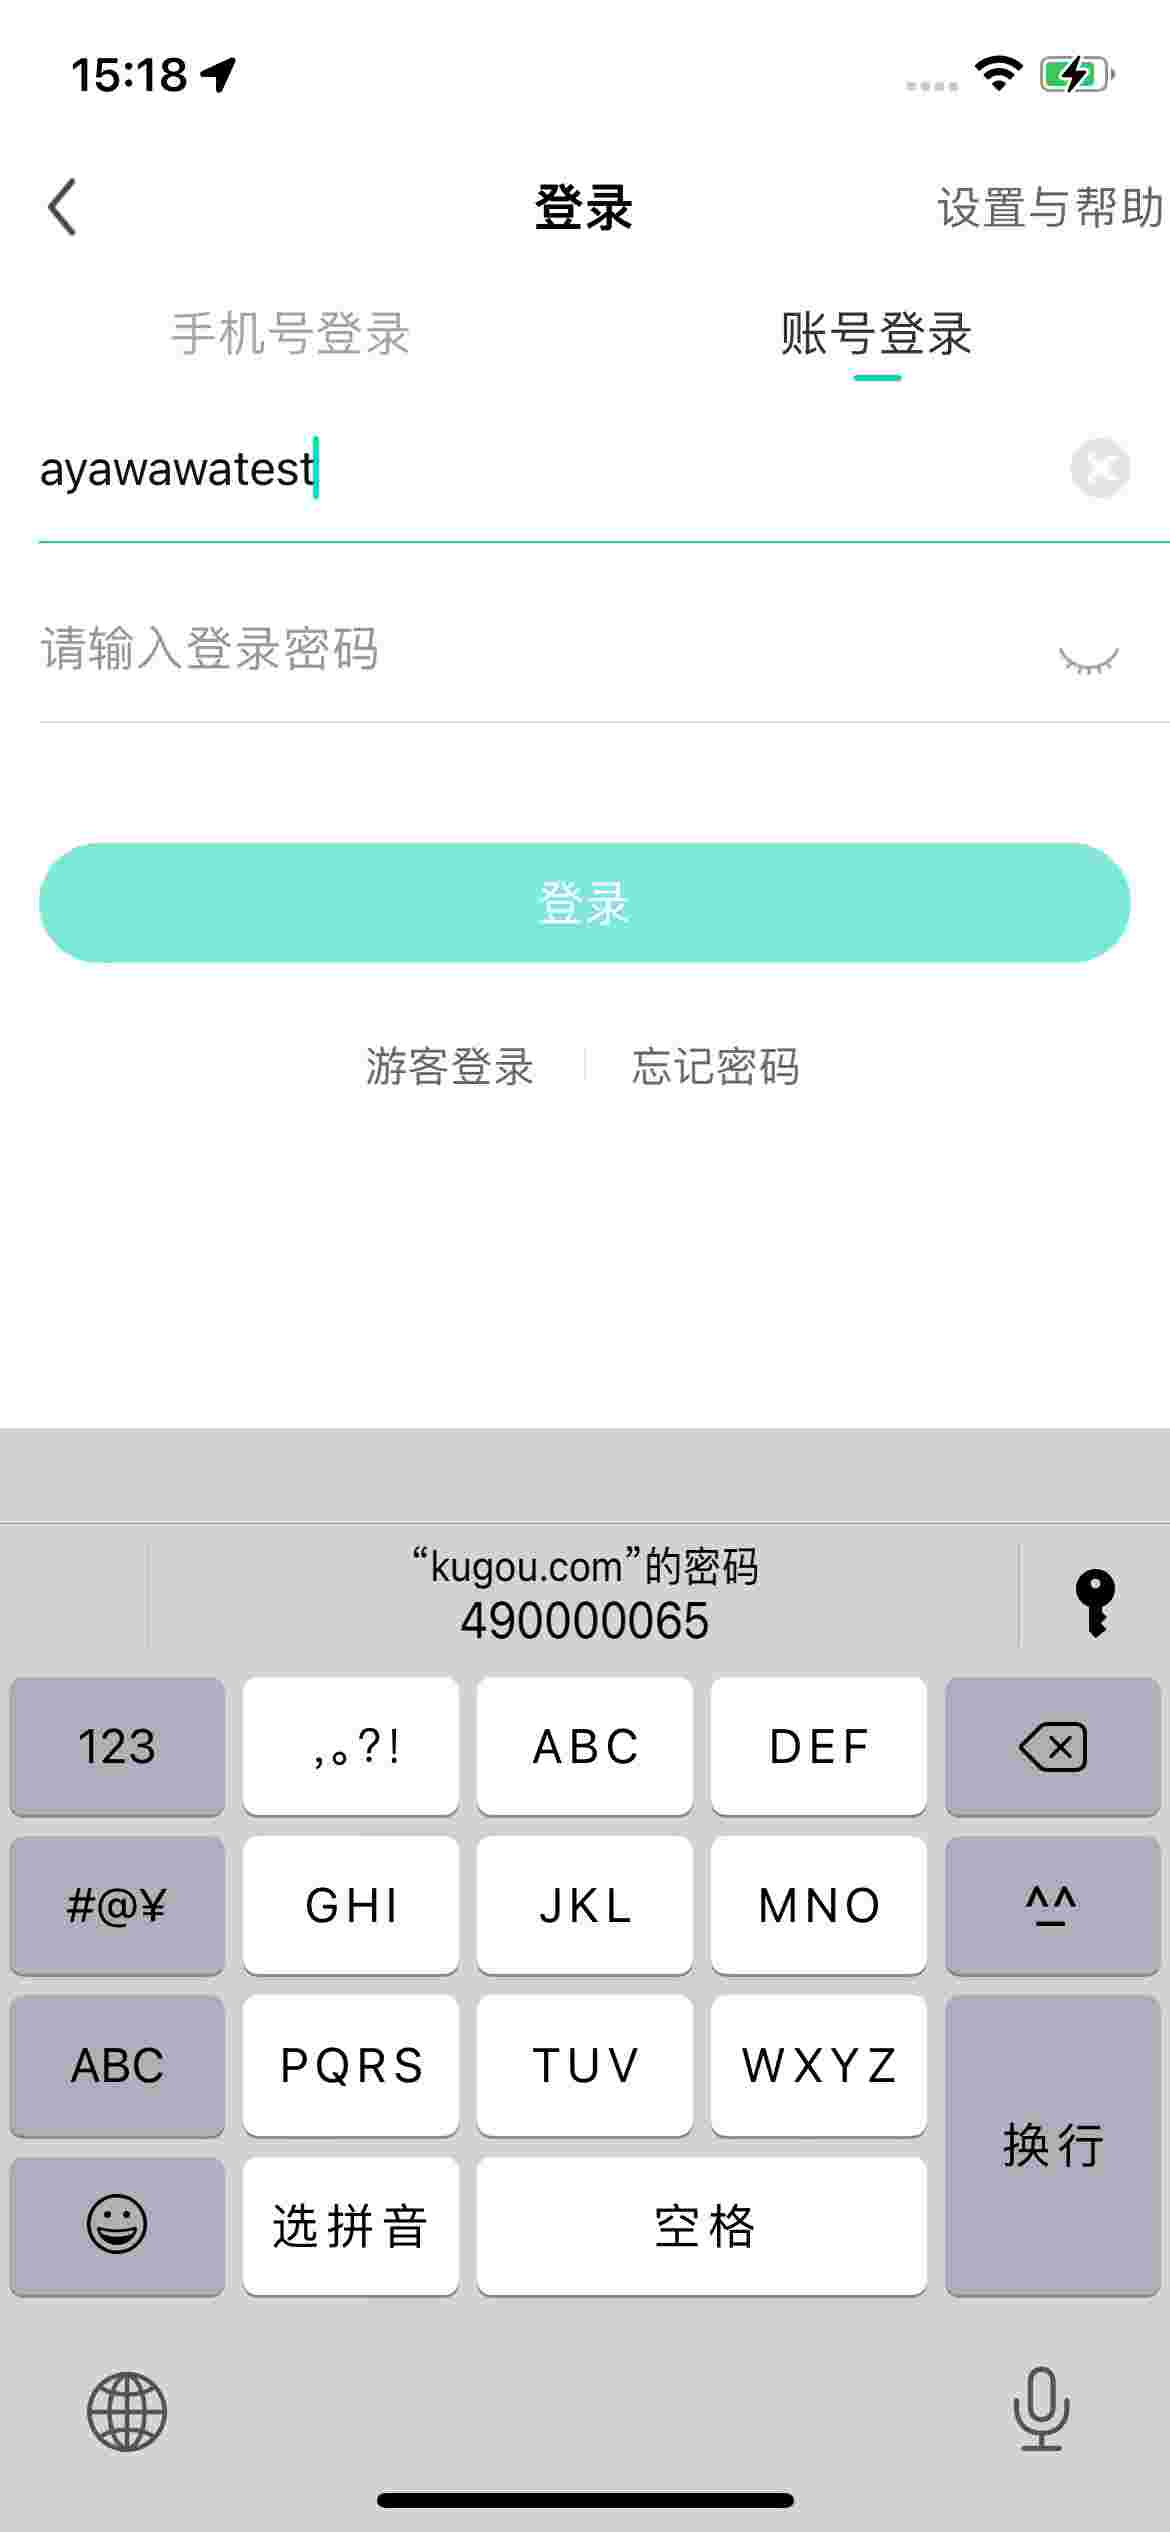 15:18
登录
设置与帮助
手机号登录
账号登录
ayawawatest
请输入登录密码
登录
游客登录
忘记密码
“kugou.com”的密码
490000065
123
,。?!
ABC
DEF
#@¥
GHI
JKL
MNO
^^
ABC
PQRS
TUV
WXYZ
换行
选拼音
空格